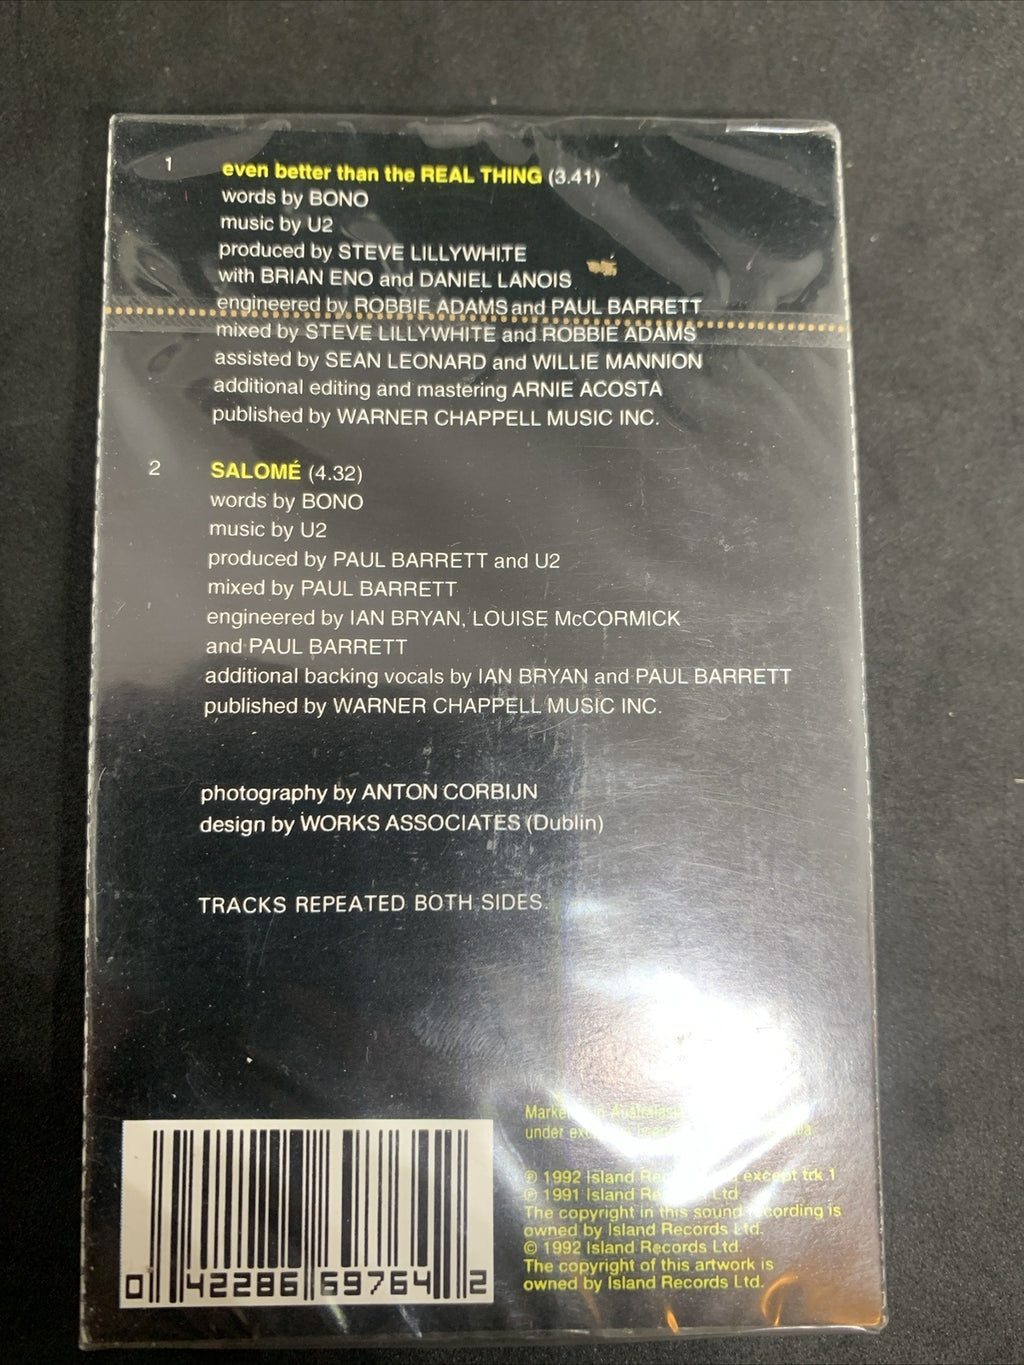 1 even better than the REAL THING (3.41)
words by BONO
music by U2
produced by STEVE LILLYWHITE
with BRIAN ENO and DANIEL LANOIS
engineered by ROBBIE ADAMS and PAUL BARRETT
mixed by STEVE LILLYWHITE and ROBBIE ADAMS
assisted by SEAN LEONARD and WILLIE MANNION
additional editing and mastering ARNIE ACOSTA
published by WARNER CHAPPELL MUSIC INC.
2 SALOMÉ (4.32)
words by BONO
music by U2
produced by PAUL BARRETT and U2
mixed by PAUL BARRETT
engineered by IAN BRYAN, LOUISE McCORMICK
and PAUL BARRETT
additional backing vocals by IAN BRYAN and PAUL BARRETT
published by WARNER CHAPPELL MUSIC INC.
photography by ANTON CORBIJN
design by WORKS ASSOCIATES (Dublin)
TRACKS REPEATED BOTH SIDES.
in Australasia
under
℗ 1992 Island except trk.1
℗ 1991 Island Ltd.
The copyright in this sound recording is
owned by Island Records Ltd.
© 1992 Island Records Ltd.
The copyright of this artwork is
owned by Island Records Ltd.
0 42286 69764 2